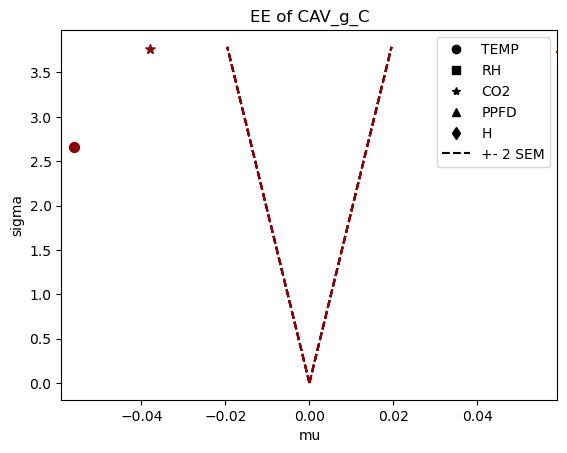 EE of CAV_g_C
TEMP
RH
CO2
PPFD
H
+- 2 SEM
sigma
3.5
3.0
2.5
2.0
1.5
1.0
0.5
0.0
−0.04
−0.02
0.00
0.02
0.04
mu